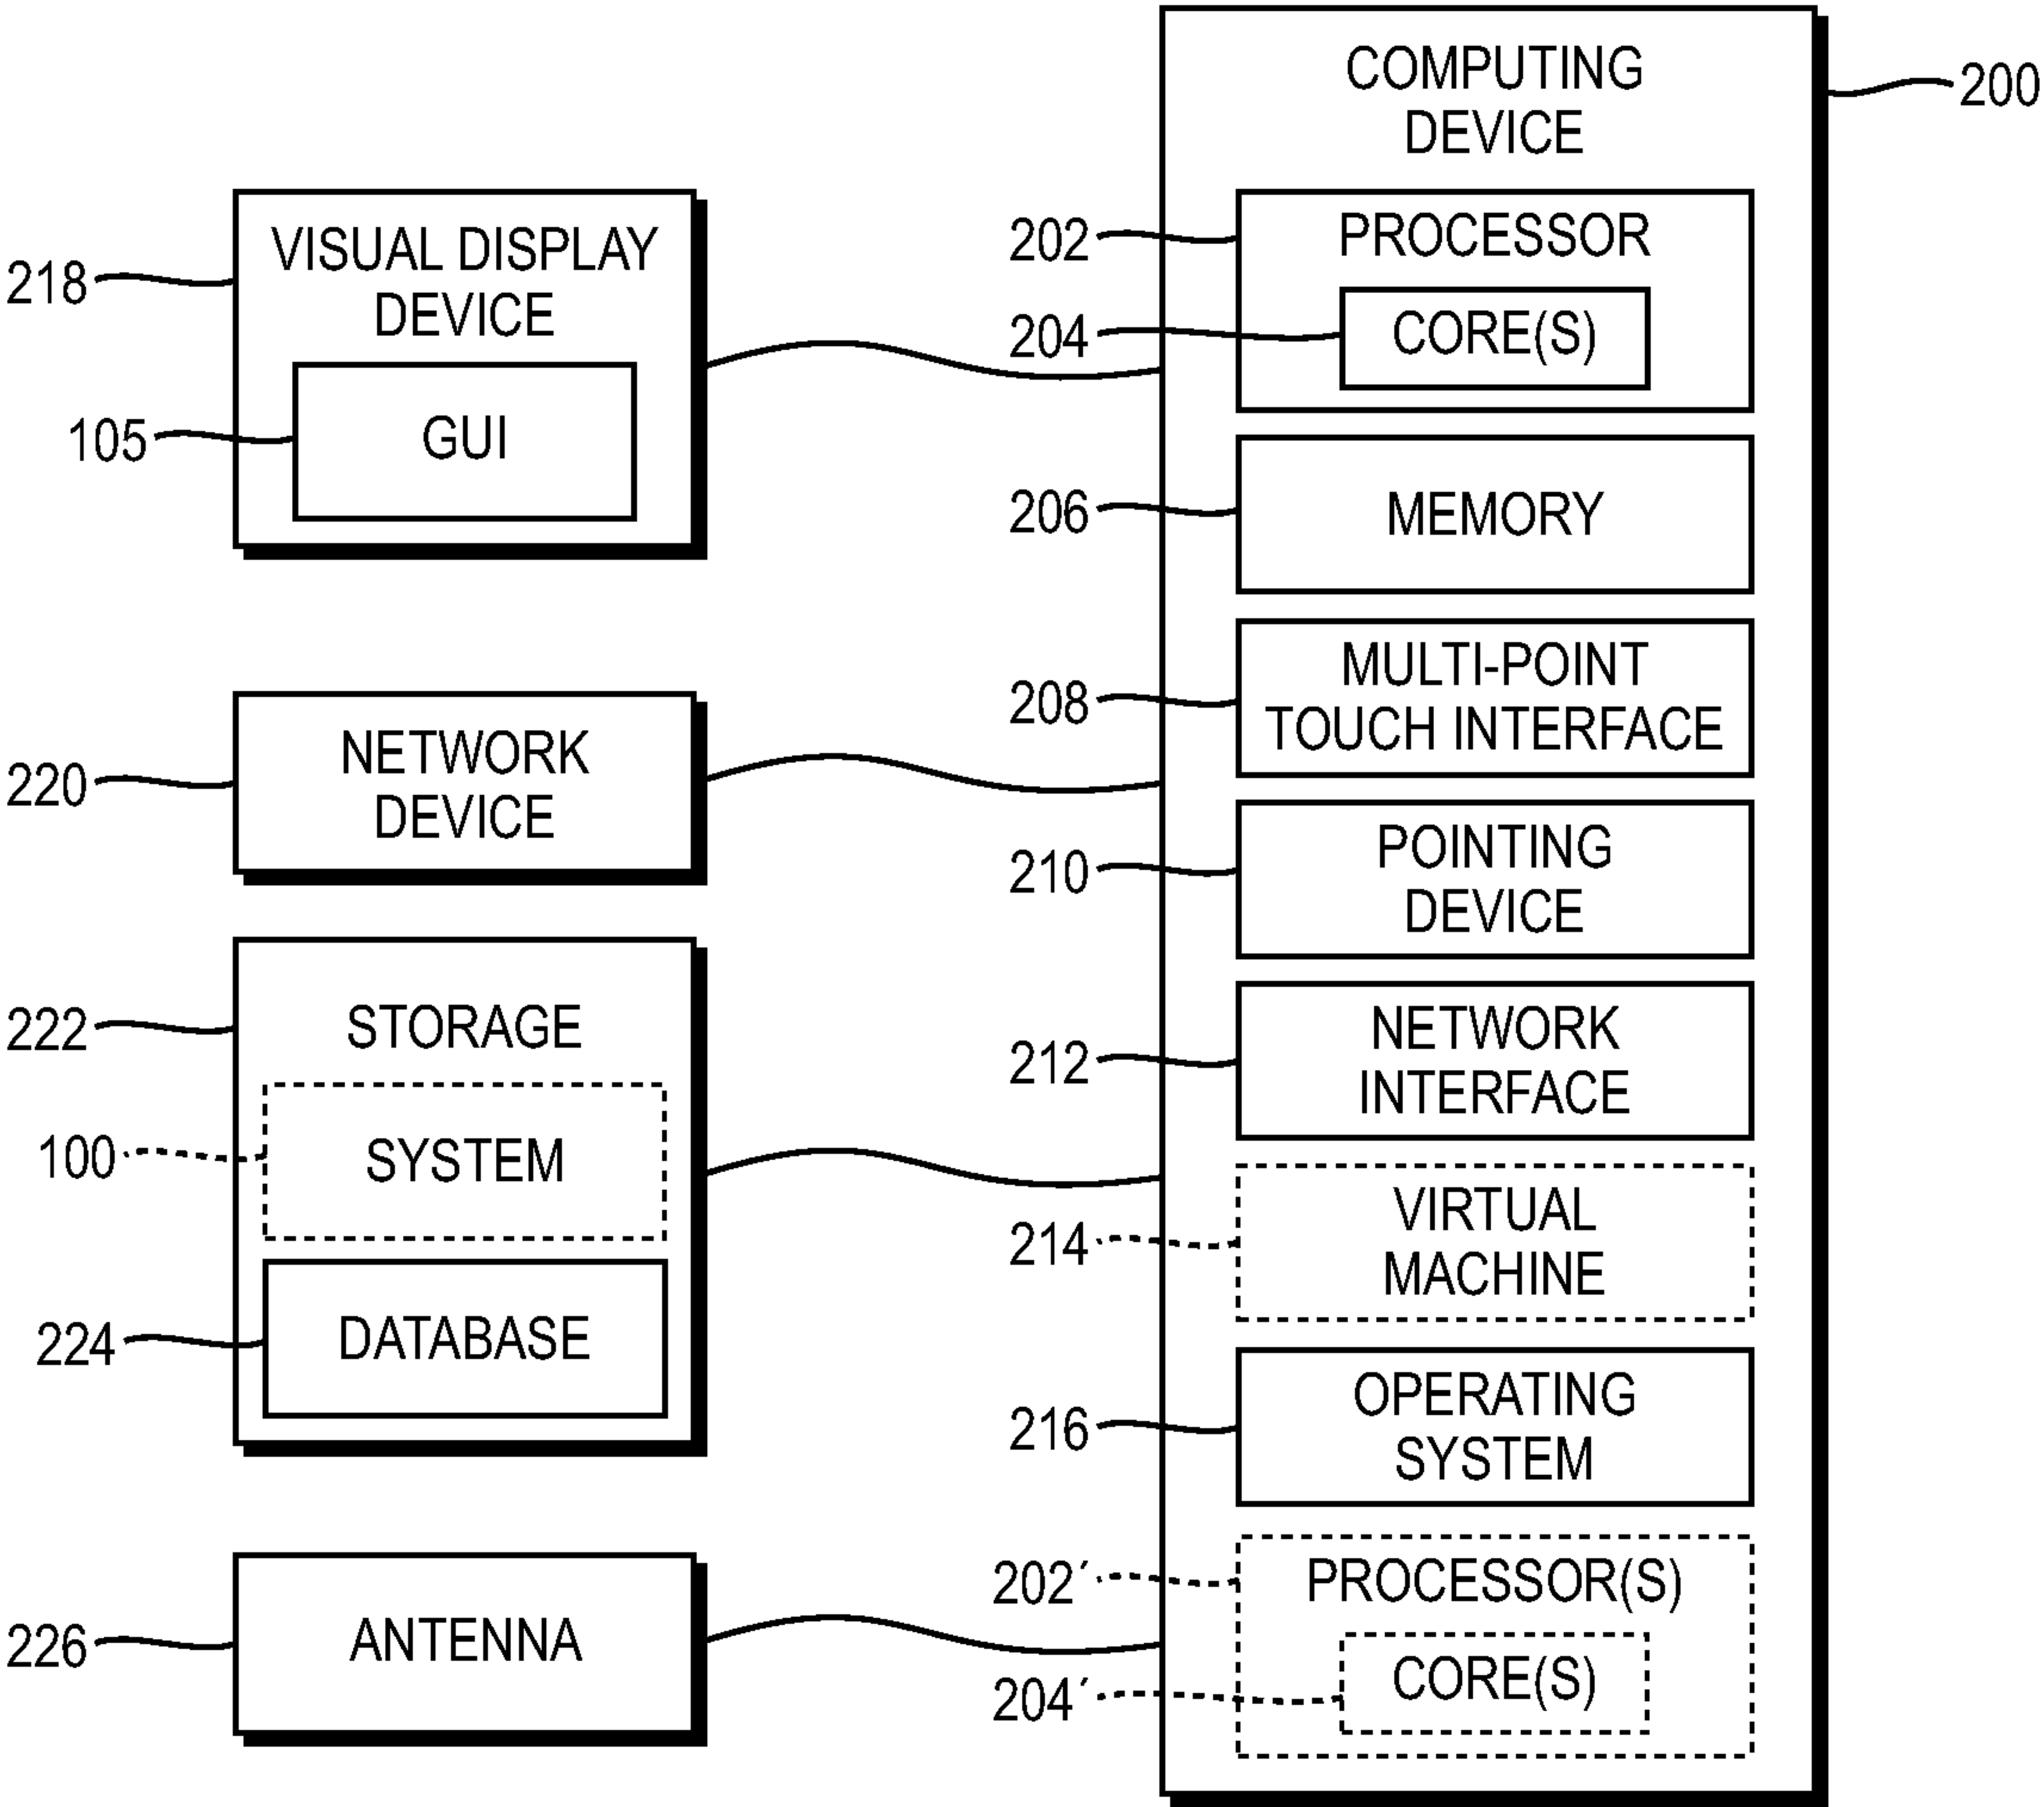 COMPUTING
DEVICE
200
202
PROCESSOR
204
CORE(S)
206
MEMORY
208
MULTI-POINT
TOUCH INTERFACE
210
POINTING
DEVICE
212
NETWORK
INTERFACE
214
VIRTUAL
MACHINE
216
OPERATING
SYSTEM
202´
PROCESSOR(S)
204´
CORE(S)
218
VISUAL DISPLAY
DEVICE
105
GUI
220
NETWORK
DEVICE
222
STORAGE
100
SYSTEM
224
DATABASE
226
ANTENNA